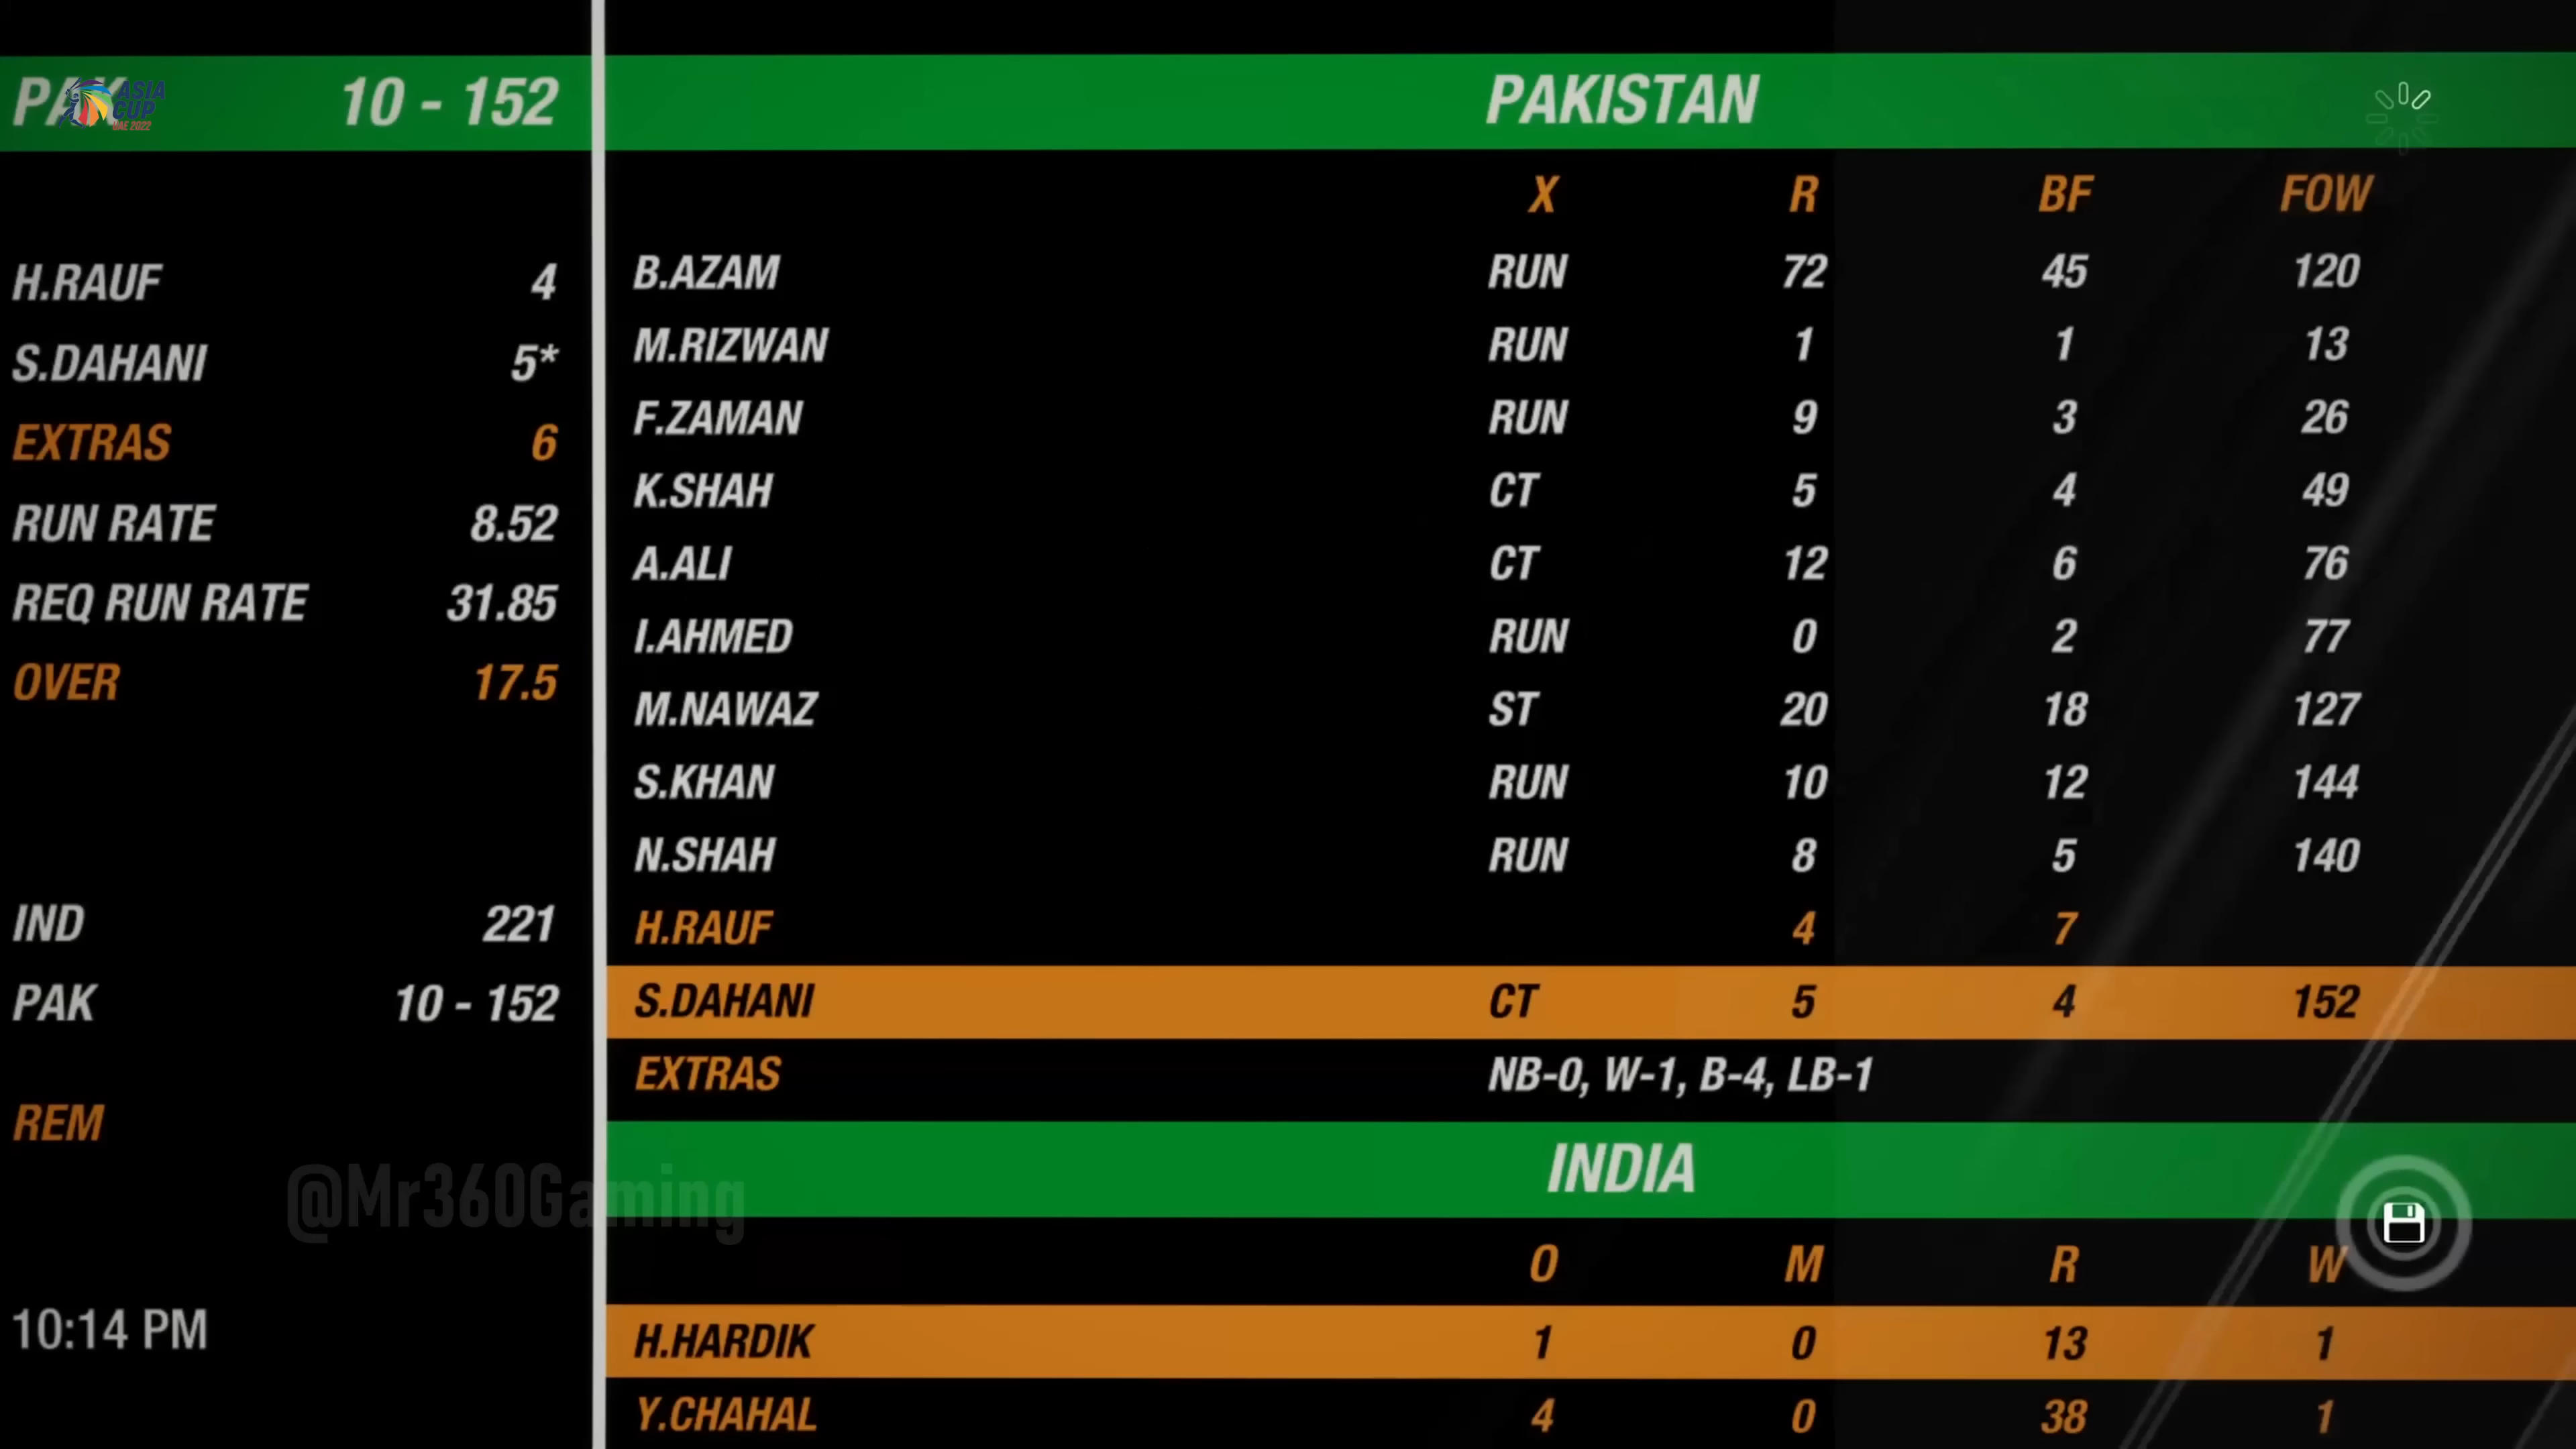 PAK 10 - 152
ASIA
CUP
UAE 2022
H.RAUF 4
S.DAHANI 5*
EXTRAS 6
RUN RATE 8.52
REQ RUN RATE 31.85
OVER 17.5
IND 221
PAK 10 - 152
REM
@Mr360Gaming
10:14 PM
PAKISTAN
X R BF FOW
B.AZAM RUN 72 45 120
M.RIZWAN RUN 1 1 13
F.ZAMAN RUN 9 3 26
K.SHAH CT 5 4 49
A.ALI CT 12 6 76
I.AHMED RUN 0 2 77
M.NAWAZ ST 20 18 127
S.KHAN RUN 10 12 144
N.SHAH RUN 8 5 140
H.RAUF 4 7
S.DAHANI CT 5 4 152
EXTRAS NB-0, W-1, B-4, LB-1
INDIA
O M R W
H.HARDIK 1 0 13 1
Y.CHAHAL 4 0 38 1